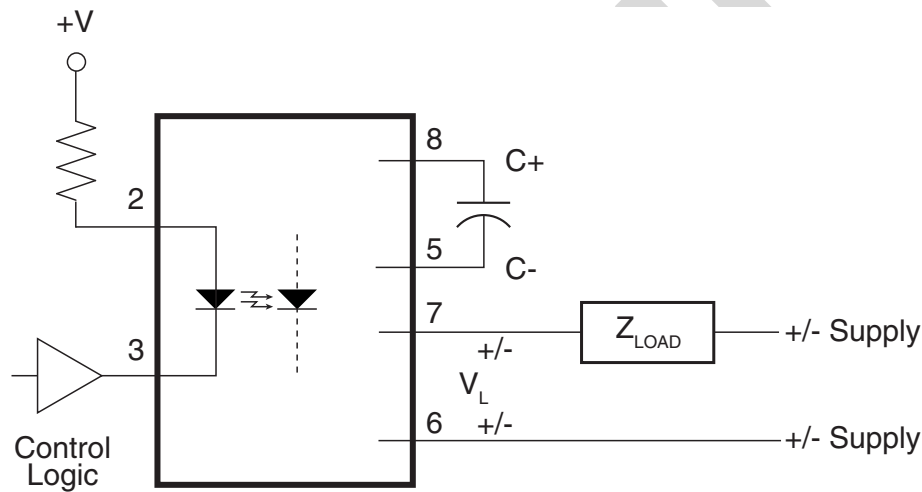 +V
2
3
Control
Logic
8
C+
5
C-
7
+/-
V_L
6
+/-
Z_LOAD
+/- Supply
+/- Supply